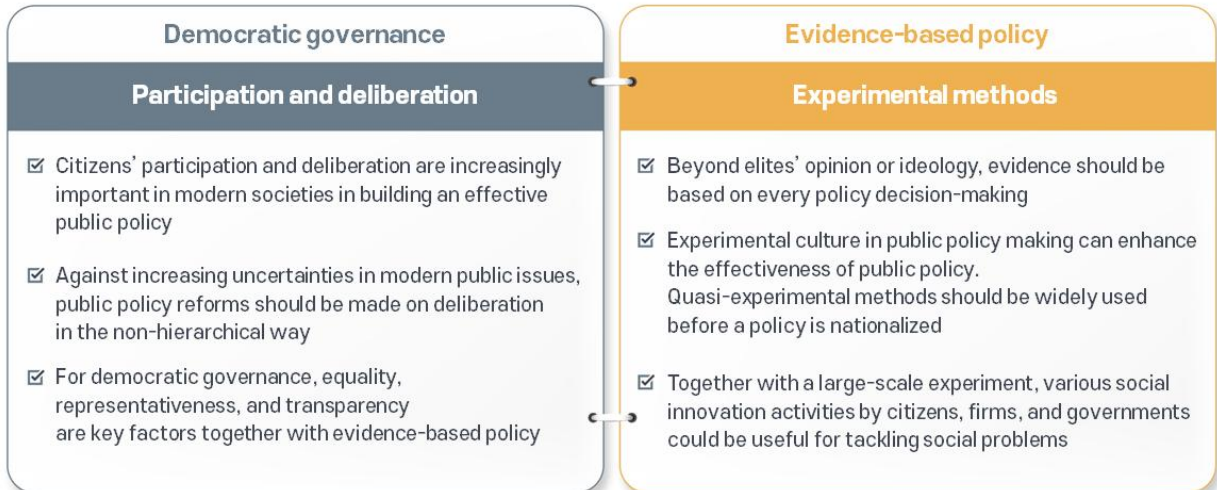 Democratic governance
Participation and deliberation
Citizens' participation and deliberation are increasingly
important in modern societies in building an effective
public policy
Against increasing uncertainties in modern public issues,
public policy reforms should be made on deliberation
in the non-hierarchical way
For democratic governance, equality,
representativeness, and transparency
are key factors together with evidence-based policy
Evidence-based policy
Experimental methods
Beyond elites' opinion or ideology, evidence should be
based on every policy decision-making
Experimental culture in public policy making can enhance
the effectiveness of public policy.
Quasi-experimental methods should be widely used
before a policy is nationalized
Together with a large-scale experiment, various social
innovation activities by citizens, firms, and governments
could be useful for tackling social problems